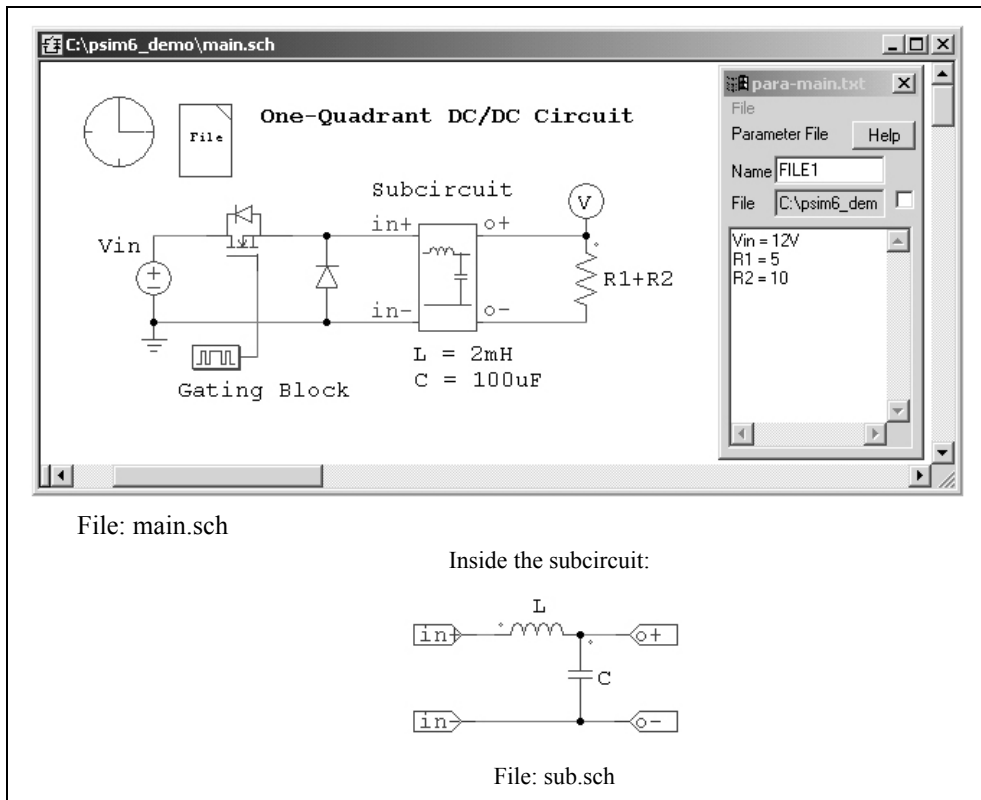 C:\psim6_demo\main.sch
One-Quadrant DC/DC Circuit
File
Subcircuit
in+
o+
V
Vin
R1+R2
in-
o-
L = 2mH
C = 100uF
Gating Block
para-main.txt
File
Parameter File
Help
Name
FILE1
File
C:\psim6_dem
Vin = 12V
R1 = 5
R2 = 10
File: main.sch
Inside the subcircuit:
L
in+
o+
C
in-
o-
File: sub.sch